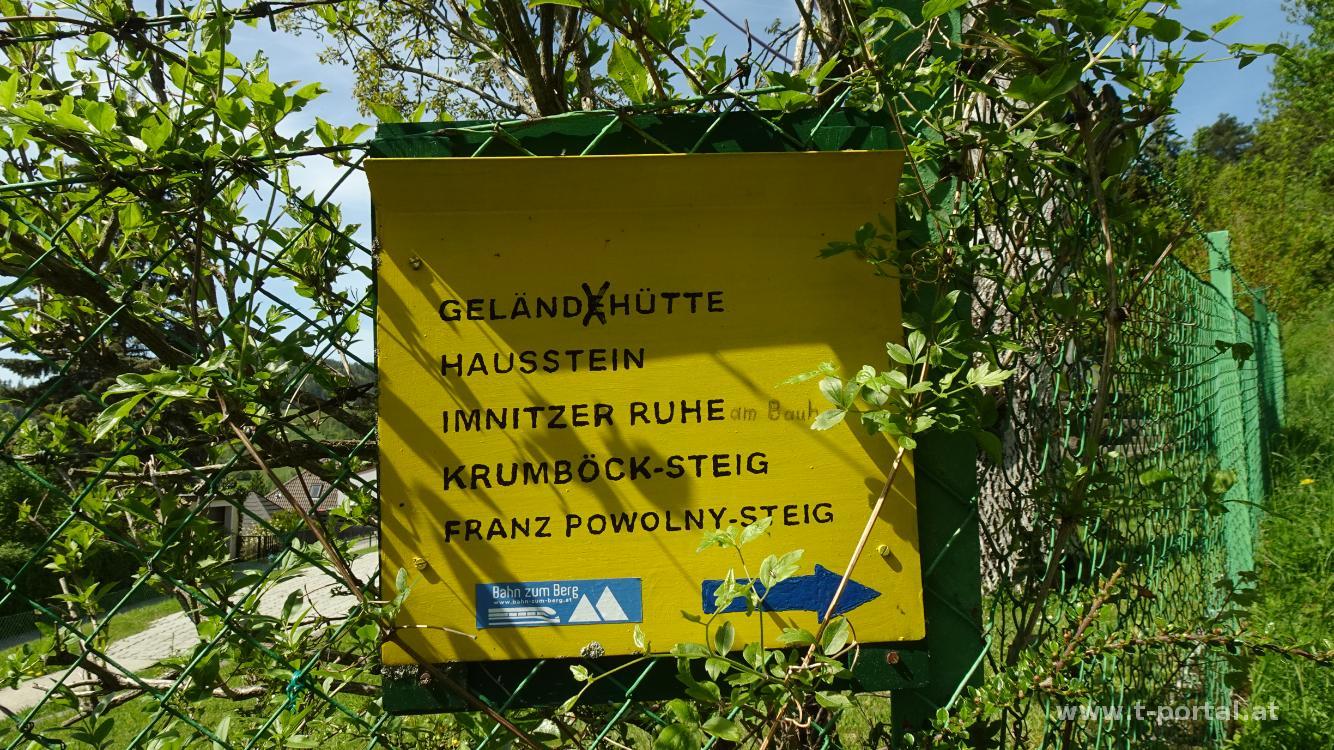 GELÄNDEHÜTTE
HAUSSTEIN
IMNITZER RUHE am Bauh
KRUMBÖCK-STEIG
FRANZ POWOLNY-STEIG
Bahn zum Berg
www.bahn-zum-berg.at
www.t-portal.at